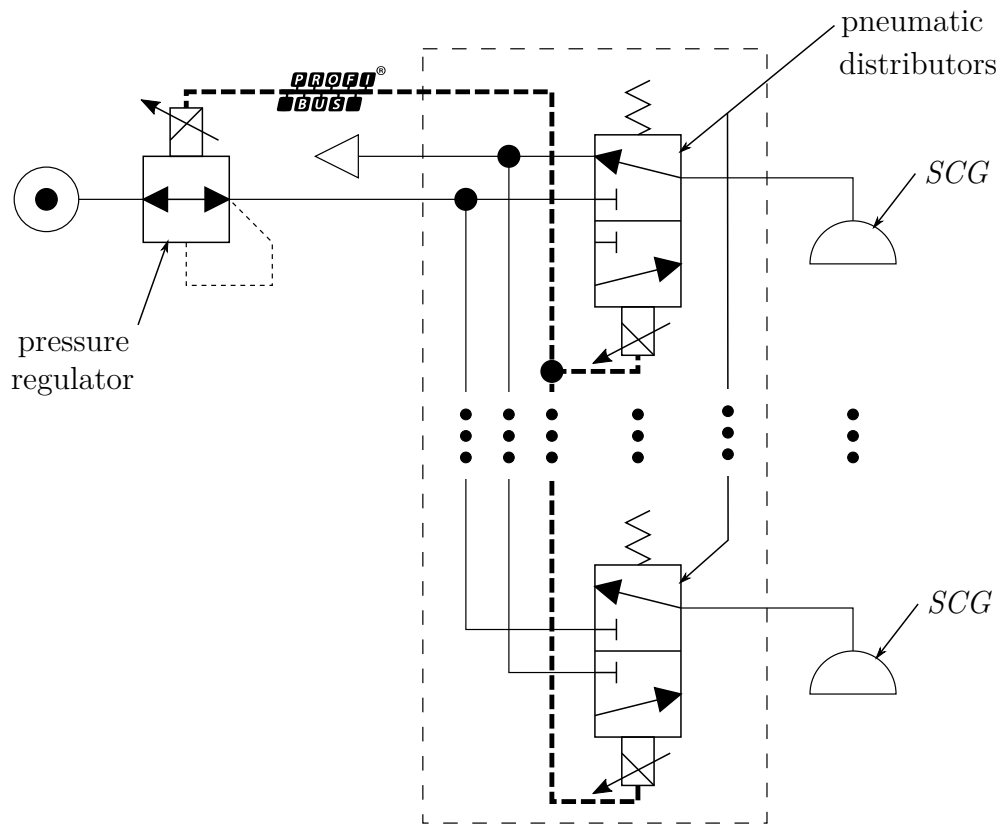 pneumatic
distributors
PROFI®
BUS
SCG
pressure
regulator
SCG